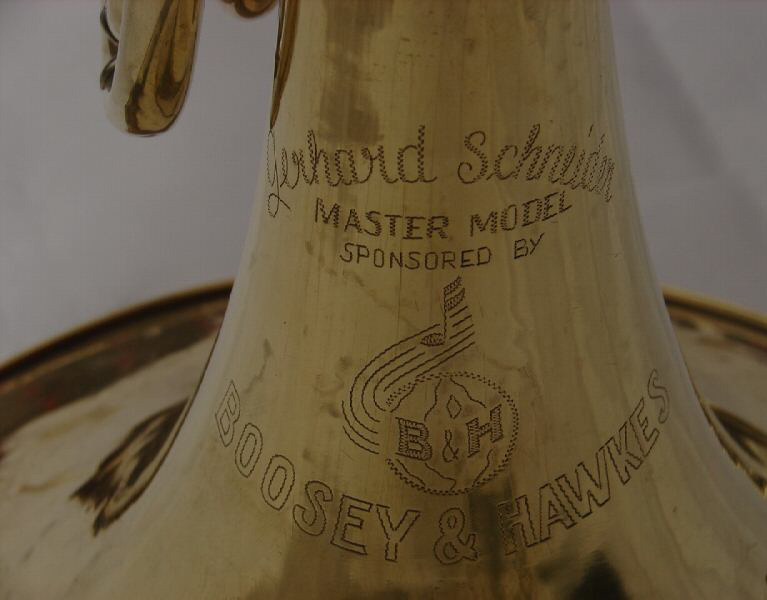 Gerhard Schneider
MASTER MODEL
SPONSORED BY
B & H
BOOSEY & HAWKES